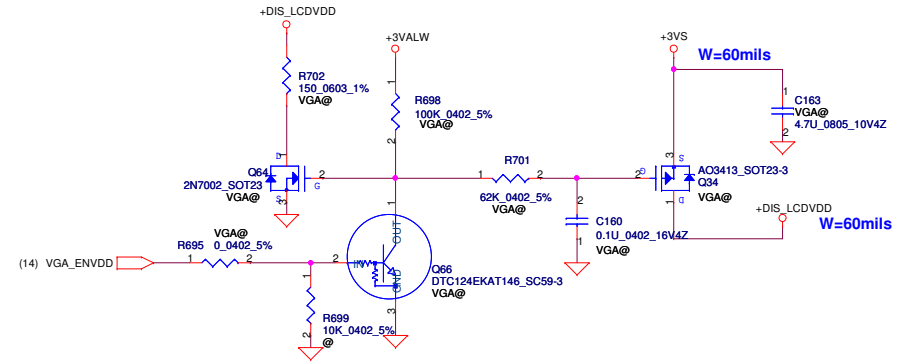 +DIS_LCDVDD
+3VALW
+3VS
W=60mils
R702
150_0603_1%
VGA@
1
R698
100K_0402_5%
VGA@
2
1
C163
VGA@
4.7U_0805_10V4Z
2
D
1
Q64
2N7002_SOT23
VGA@
2
G
3
S
R701
1
2
62K_0402_5%
VGA@
3
S
2
G
AO3413_SOT23-3
Q34
VGA@
1
D
2
C160
0.1U_0402_16V4Z
1
VGA@
+DIS_LCDVDD
W=60mils
1
OUT
IN
GND
2
3
Q66
DTC124EKAT146_SC59-3
VGA@
(14) VGA_ENVDD
VGA@
R695
0_0402_5%
1
2
1
R699
10K_0402_5%
2
@